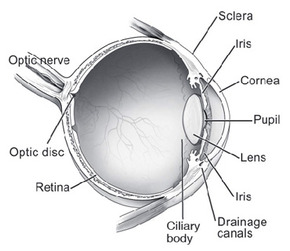 Sclera
Iris
Optic nerve
Cornea
Pupil
Optic disc
Lens
Retina
Iris
Ciliary
body
Drainage
canals